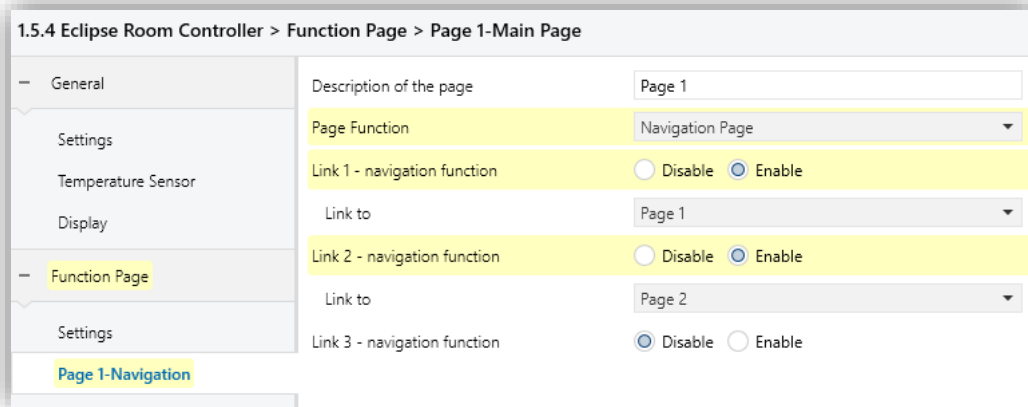 1.5.4 Eclipse Room Controller > Function Page > Page 1-Main Page
– General
Settings
Temperature Sensor
Display
– Function Page
Settings
Page 1-Navigation
Description of the page Page 1
Page Function Navigation Page
Link 1 - navigation function Disable Enable
Link to Page 1
Link 2 - navigation function Disable Enable
Link to Page 2
Link 3 - navigation function Disable Enable